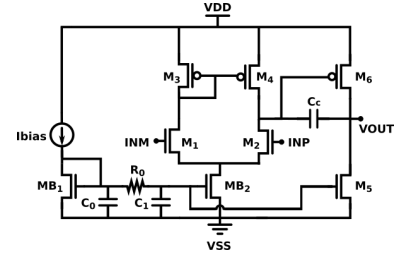 VDD
M3 M4 M6
Cc
VOUT
Ibias
INM M1 M2 INP
R0
MB1 MB2 M5
C0 C1
VSS